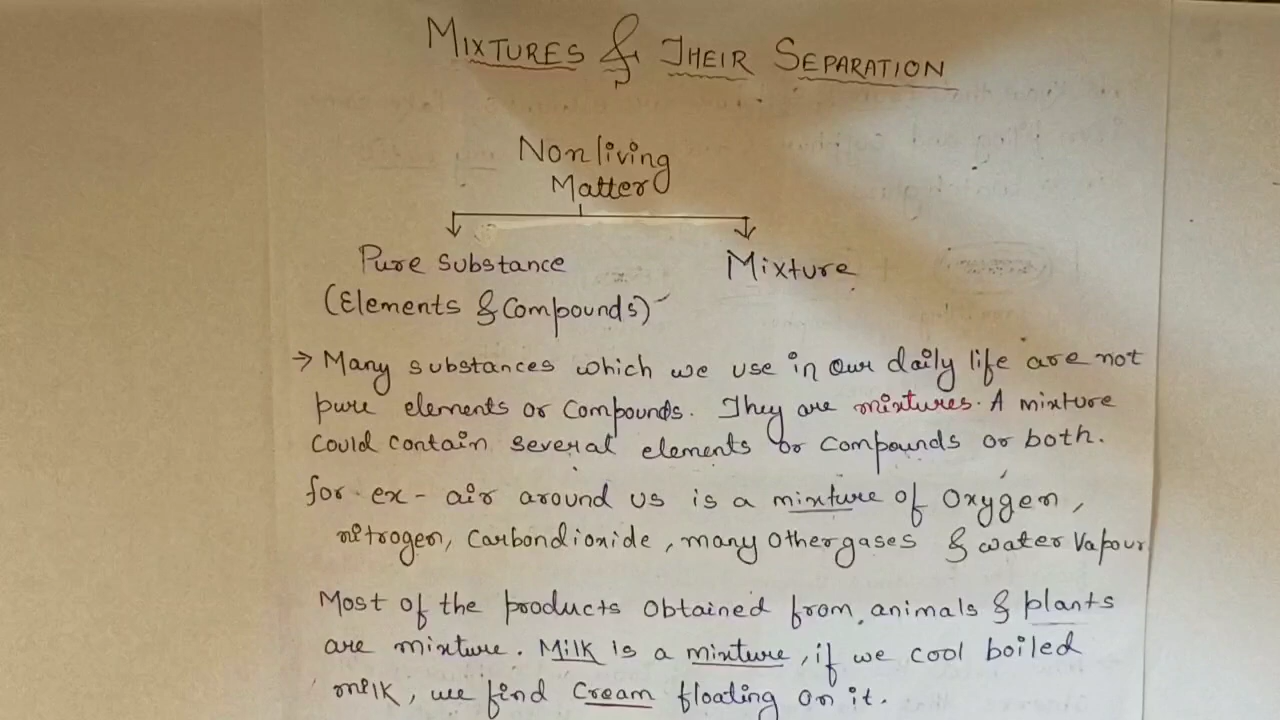 MIXTURES & THEIR SEPARATION
Nonliving
Matter
Pure Substance
Mixture
(Elements & Compounds)
→ Many substances which we use in our daily life are not
pure elements or compounds. They are mixtures. A mixture
could contain several elements or compounds or both.
for ex - air around us is a mixture of Oxygen,
nitrogen, Carbondioxide, many other gases & water Vapour
Most of the products obtained from animals & plants
are mixture. Milk is a mixture, if we cool boiled
milk, we find Cream floating on it.